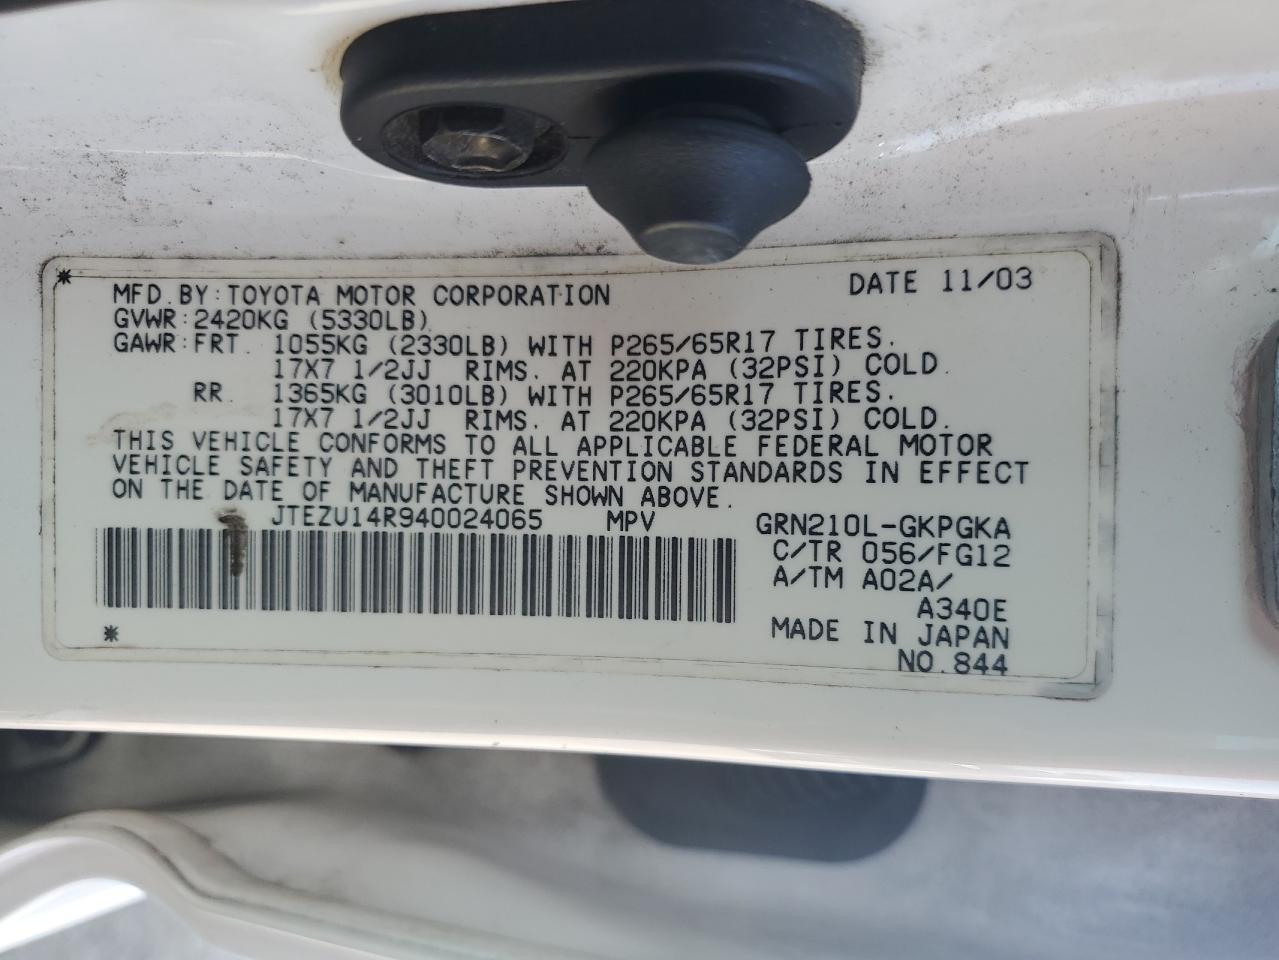 MFD. BY: TOYOTA MOTOR CORPORATION DATE 11/03
GVWR: 2420KG (5330LB)
GAWR: FRT. 1055KG (2330LB) WITH P265/65R17 TIRES.
17X7 1/2JJ RIMS. AT 220KPA (32PSI) COLD.
RR. 1365KG (3010LB) WITH P265/65R17 TIRES.
17X7 1/2JJ RIMS. AT 220KPA (32PSI) COLD.
THIS VEHICLE CONFORMS TO ALL APPLICABLE FEDERAL MOTOR
VEHICLE SAFETY AND THEFT PREVENTION STANDARDS IN EFFECT
ON THE DATE OF MANUFACTURE SHOWN ABOVE.
JTEZU14R940024065 MPV GRN210L-GKPGKA
C/TR 056/FG12
A/TM A02A/
A340E
MADE IN JAPAN
NO. 844